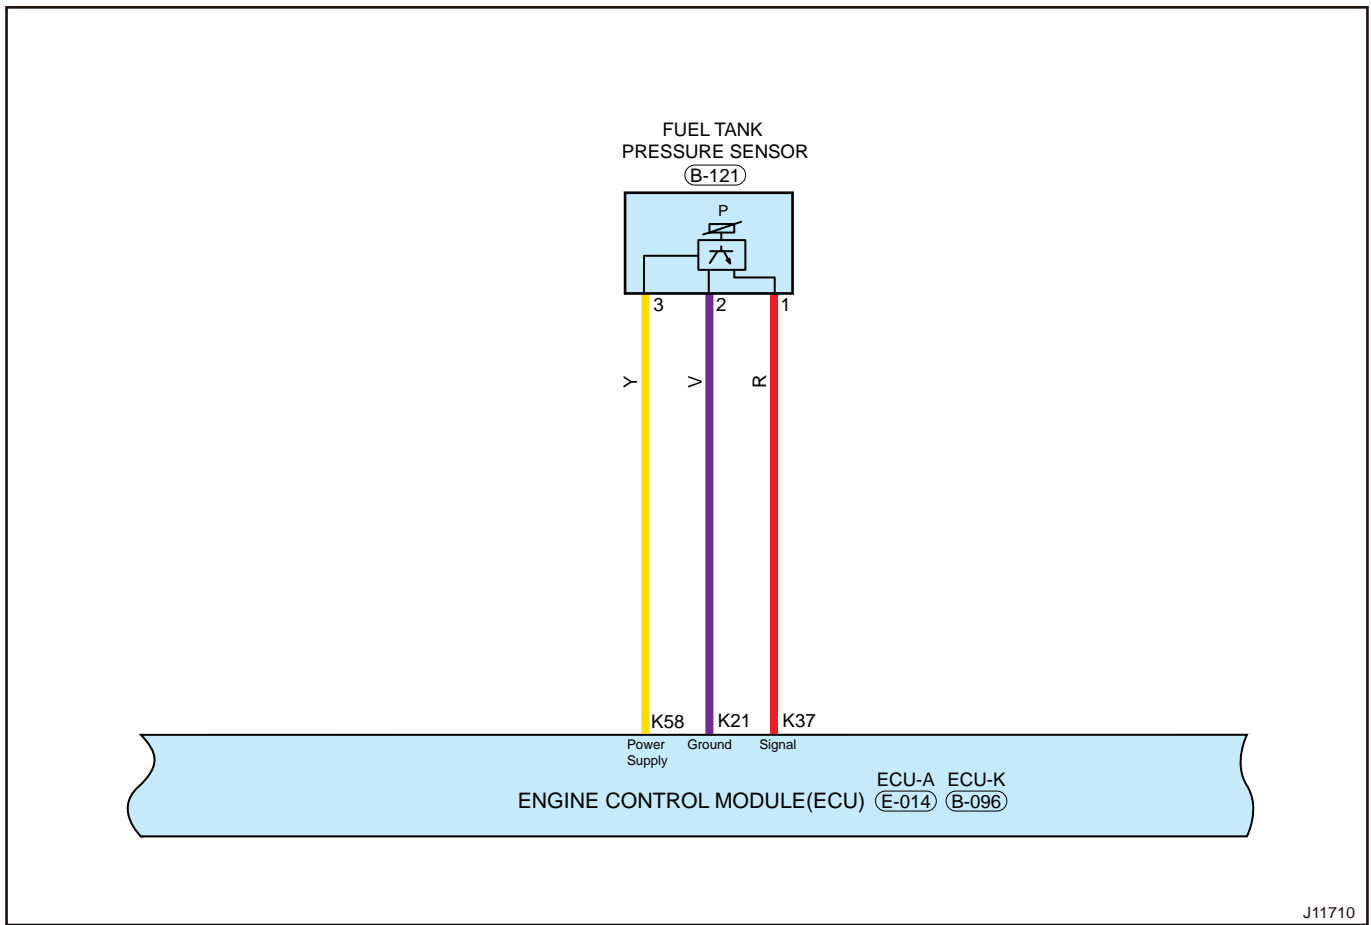 FUEL TANK
PRESSURE SENSOR
B-121
P
3
2
1
Y
V
R
K58
K21
K37
Power
Supply
Ground
Signal
ECU-A ECU-K
ENGINE CONTROL MODULE(ECU) E-014 B-096
J11710